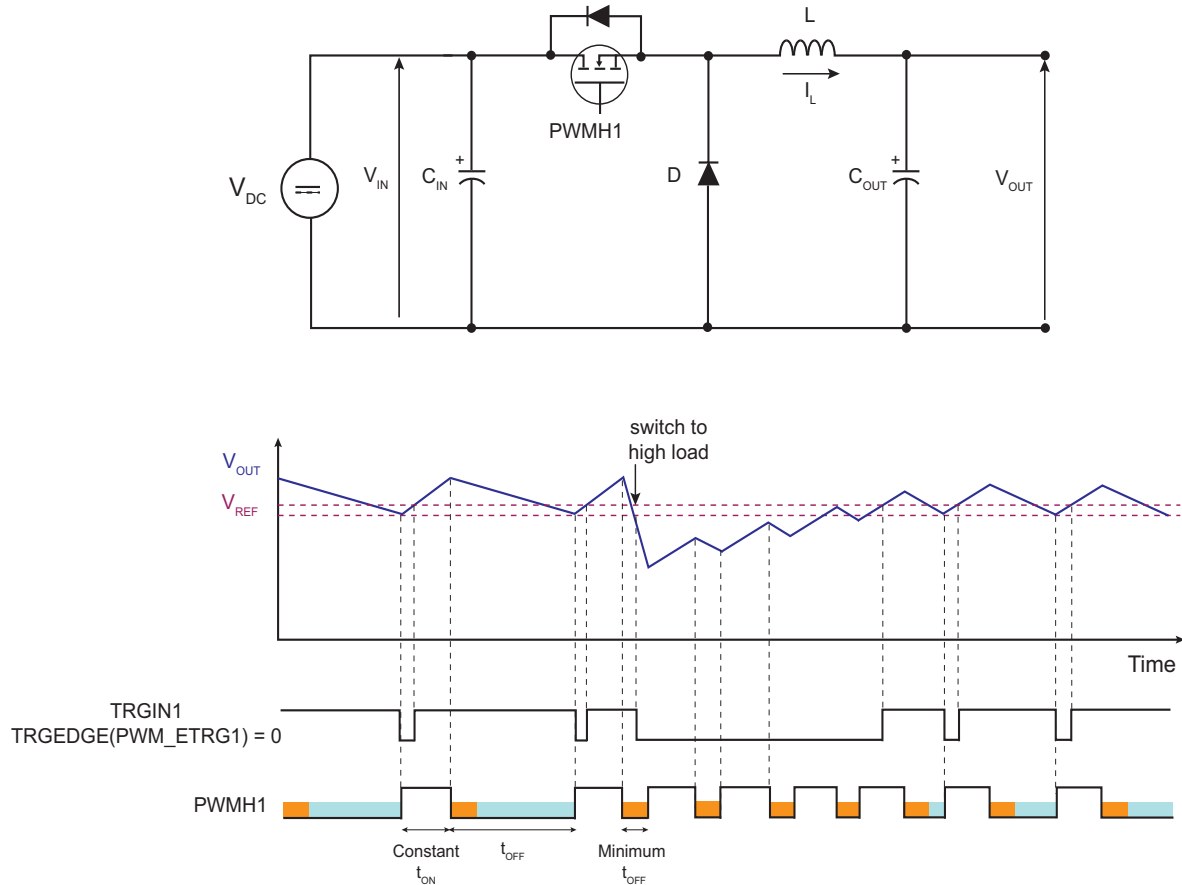 L
I_L
PWMH1
V_DC
V_IN
+
C_IN
D
+
C_OUT
V_OUT
switch to
high load
V_OUT
V_REF
Time
TRGIN1
TRGEDGE(PWM_ETRG1) = 0
PWMH1
Constant
t_ON
t_OFF
Minimum
t_OFF